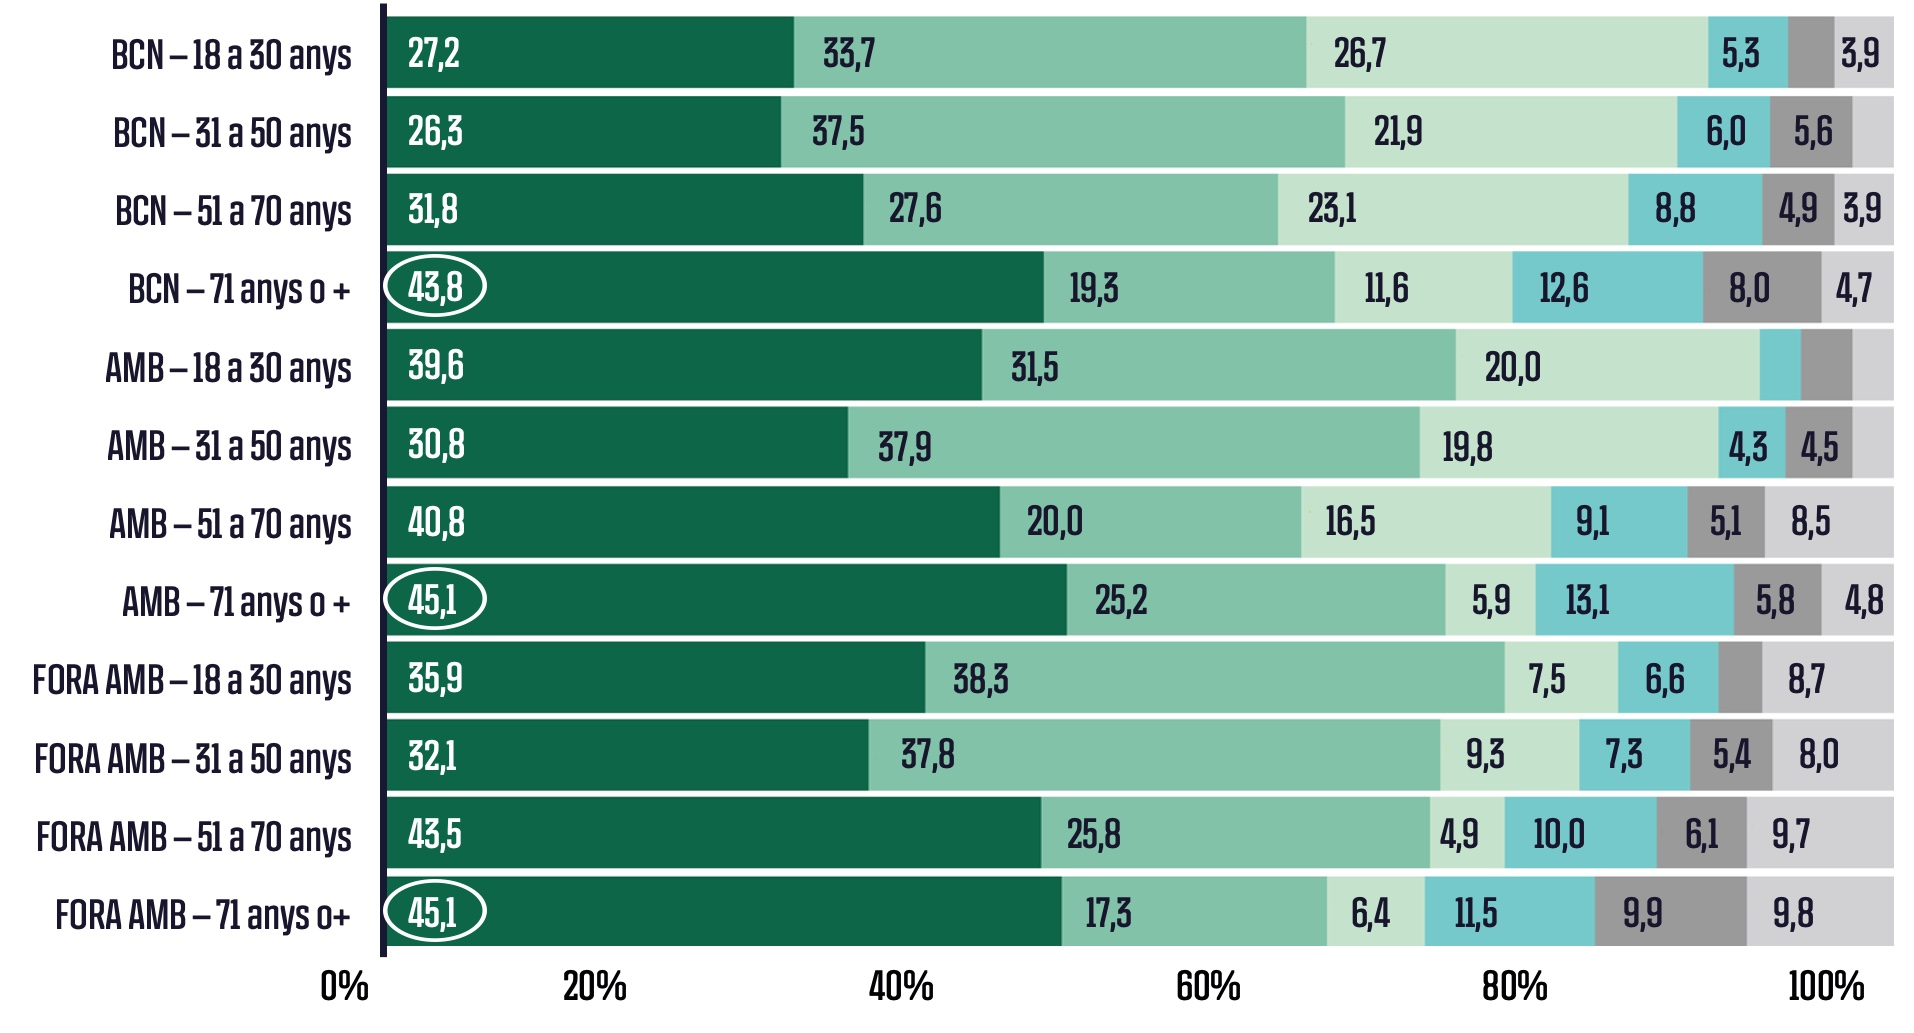 BCN – 18 a 30 anys 27,2 33,7 26,7 5,3 3,9
BCN – 31 a 50 anys 26,3 37,5 21,9 6,0 5,6
BCN – 51 a 70 anys 31,8 27,6 23,1 8,8 4,9 3,9
BCN – 71 anys o + 43,8 19,3 11,6 12,6 8,0 4,7
AMB – 18 a 30 anys 39,6 31,5 20,0
AMB – 31 a 50 anys 30,8 37,9 19,8 4,3 4,5
AMB – 51 a 70 anys 40,8 20,0 16,5 9,1 5,1 8,5
AMB – 71 anys o + 45,1 25,2 5,9 13,1 5,8 4,8
FORA AMB – 18 a 30 anys 35,9 38,3 7,5 6,6 8,7
FORA AMB – 31 a 50 anys 32,1 37,8 9,3 7,3 5,4 8,0
FORA AMB – 51 a 70 anys 43,5 25,8 4,9 10,0 6,1 9,7
FORA AMB – 71 anys o+ 45,1 17,3 6,4 11,5 9,9 9,8
0% 20% 40% 60% 80% 100%